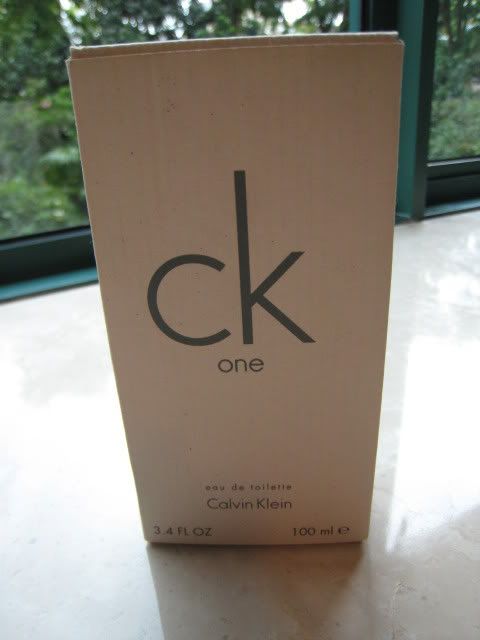 ck
one
eau de toilette
Calvin Klein
3.4 FL OZ 100 ml ℮